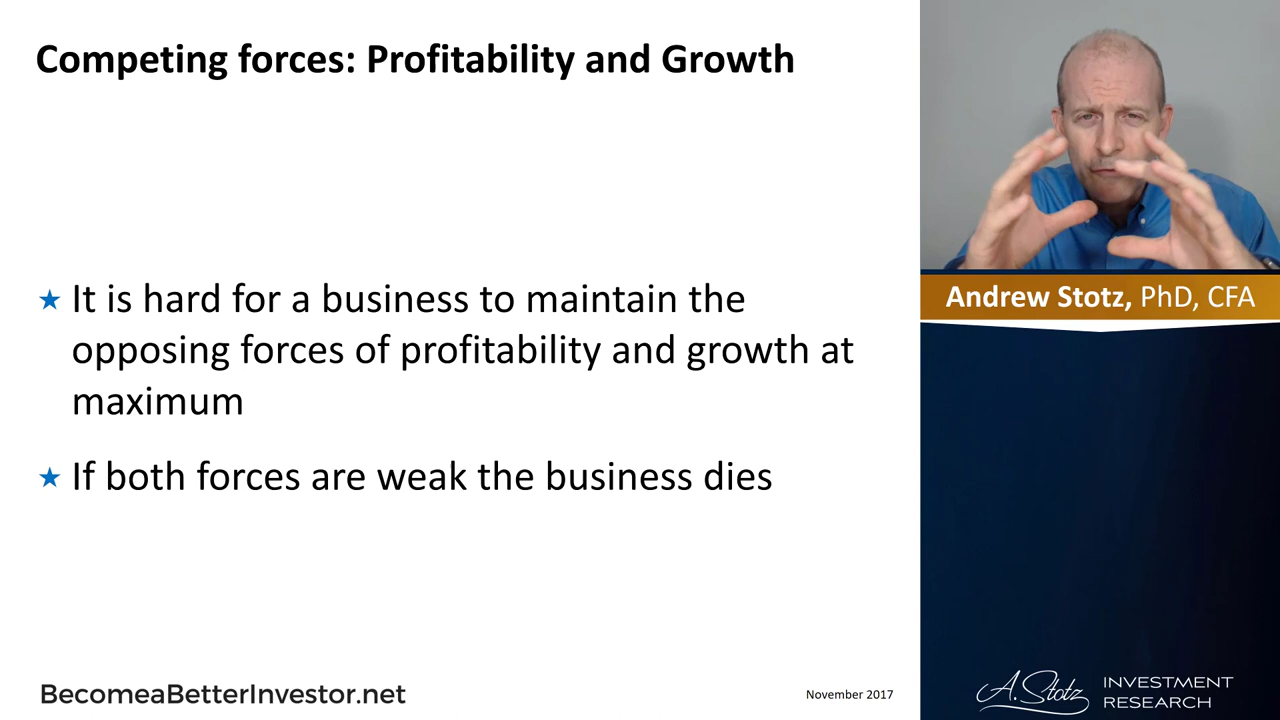 Competing forces: Profitability and Growth
★ It is hard for a business to maintain the
opposing forces of profitability and growth at
maximum
★ If both forces are weak the business dies
BecomeaBetterInvestor.net
November 2017
Andrew Stotz, PhD, CFA
A. Stotz
INVESTMENT
RESEARCH